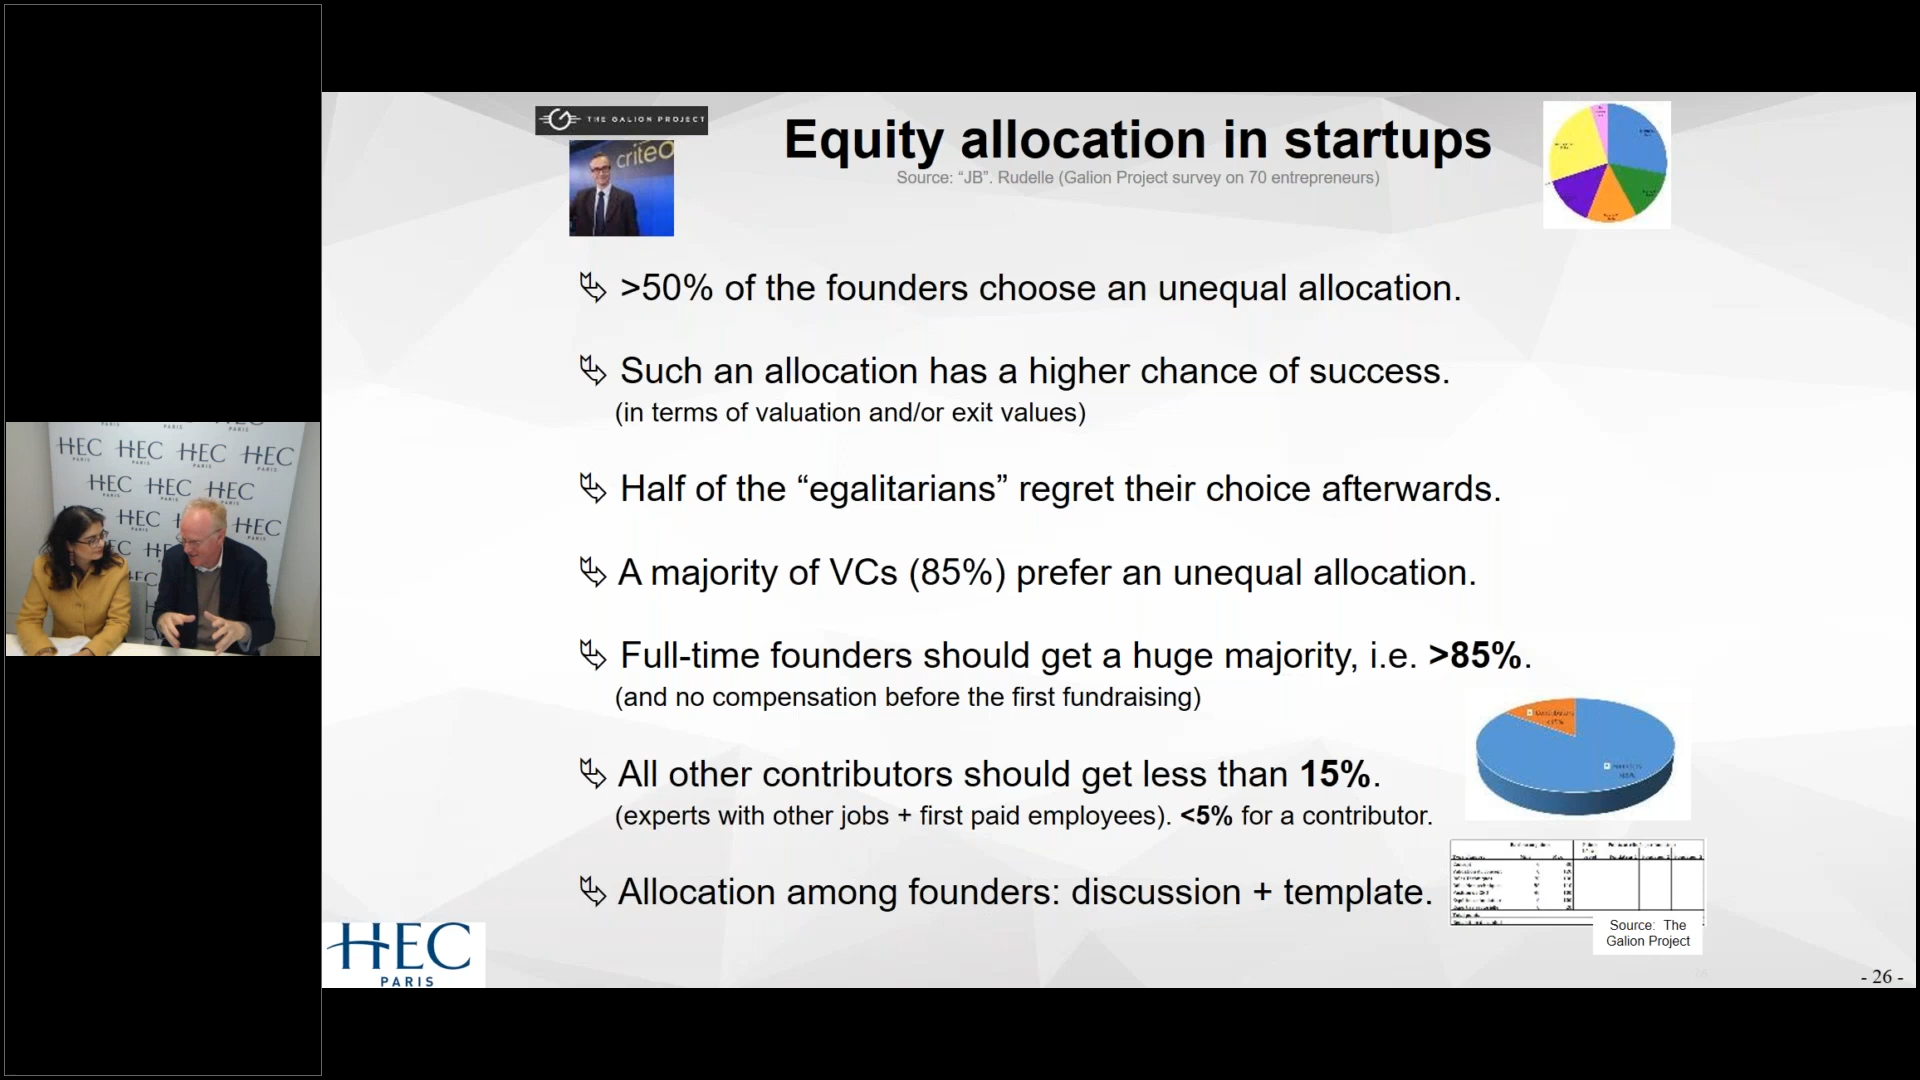 THE GALION PROJECT
criteo
Equity allocation in startups
Source: “JB”. Rudelle (Galion Project survey on 70 entrepreneurs)
>50% of the founders choose an unequal allocation.
Such an allocation has a higher chance of success.
(in terms of valuation and/or exit values)
Half of the “egalitarians” regret their choice afterwards.
A majority of VCs (85%) prefer an unequal allocation.
Full-time founders should get a huge majority, i.e. >85%.
(and no compensation before the first fundraising)
All other contributors should get less than 15%.
(experts with other jobs + first paid employees). <5% for a contributor.
Allocation among founders: discussion + template.
Source: The
Galion Project
HEC
PARIS
- 26 -
HEC HEC HEC HEC
PARIS PARIS PARIS PARIS
HEC HEC HEC
HEC HEC